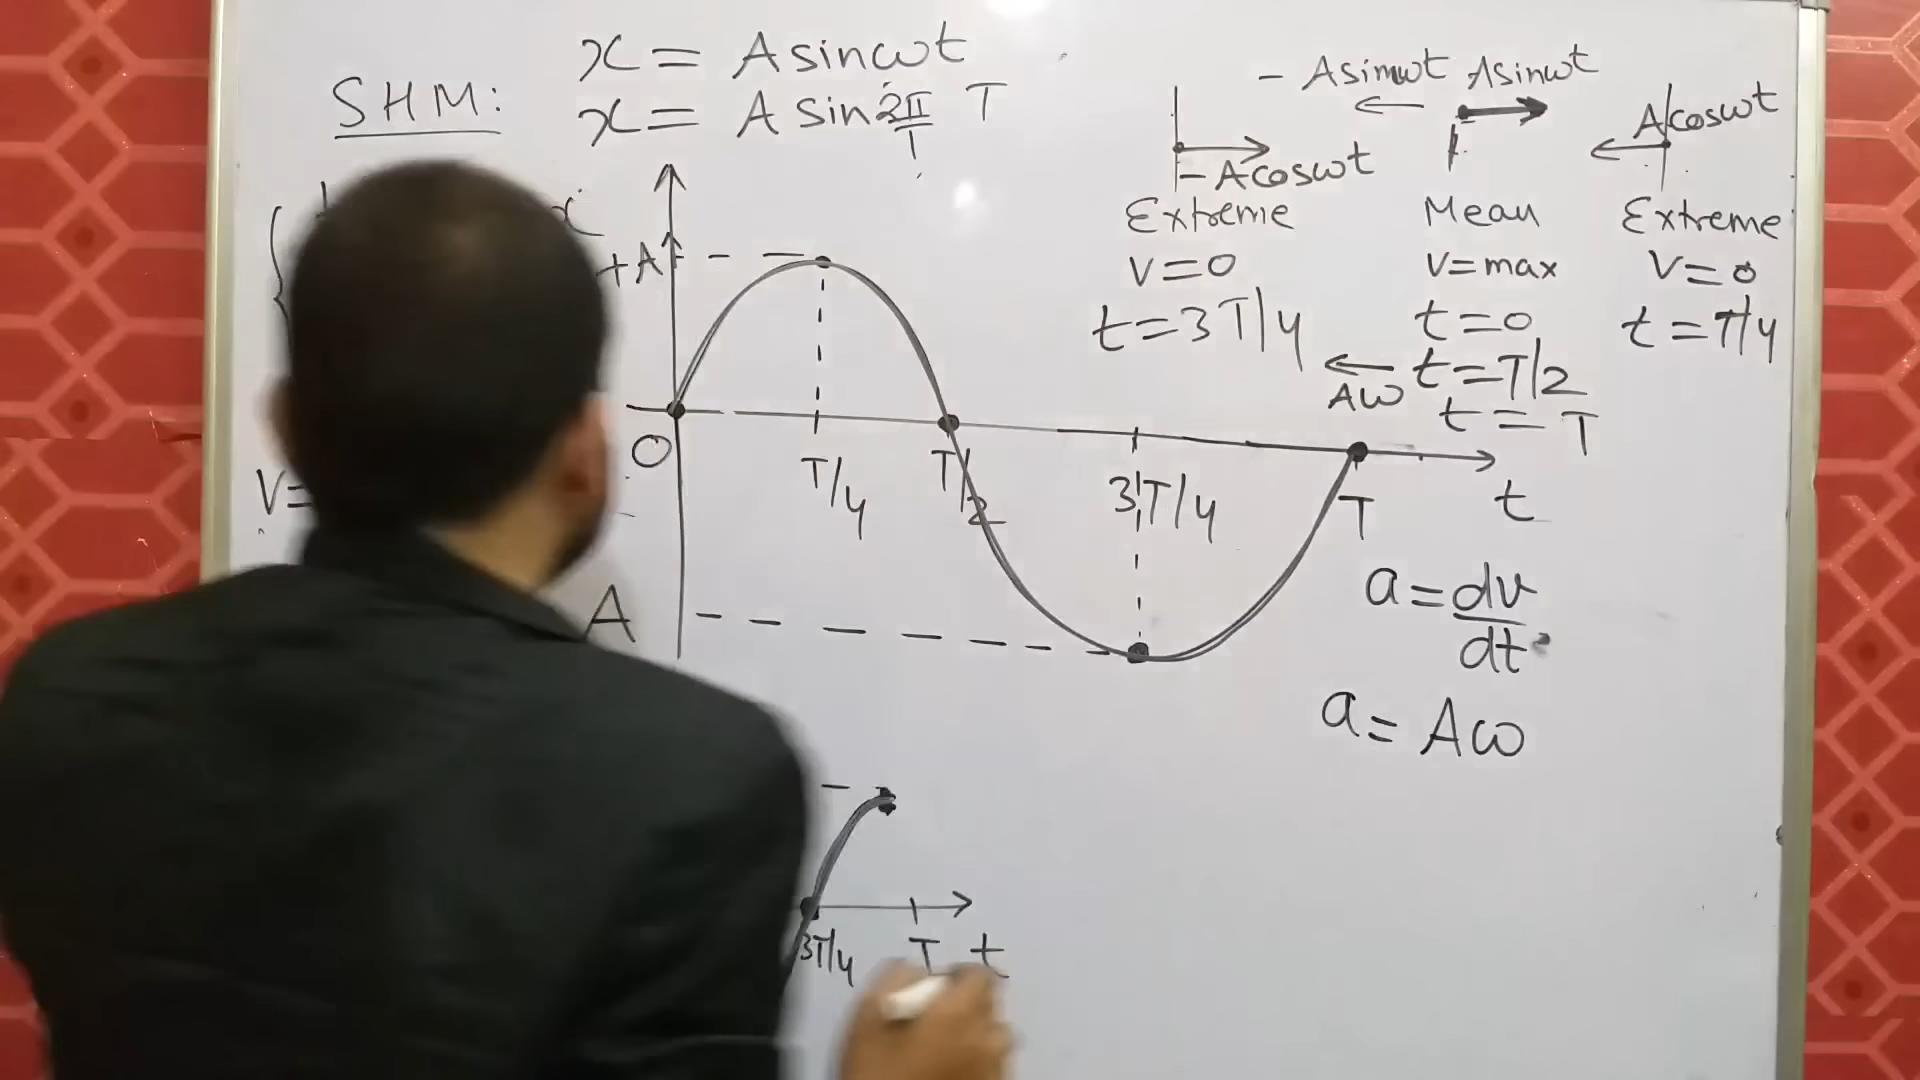 SHM:
x = A sinωt
x = A sin 2π/T T
- Asinωt Asinωt
Acosωt
- Acosωt
Extreme Mean Extreme
V=0 V=max V=0
t=3T/4 t=0 t=T/4
← t=T/2
Aω t= T
x
+A
O T/4 T/2 3T/4 T t
V=
A
a=dv/dt
a= Aω
3T/4 T t